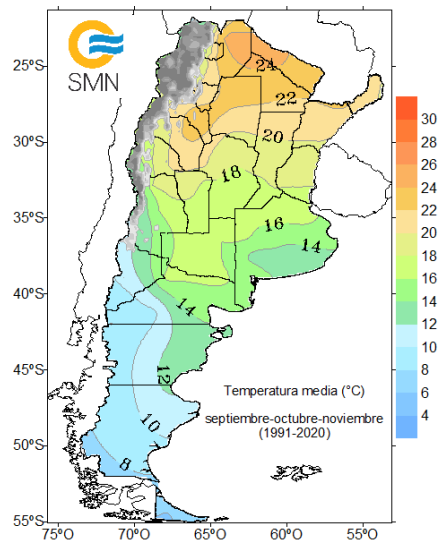 SMN
25°S
30°S
35°S
40°S
45°S
50°S
55°S
75°O
70°O
65°O
60°O
55°O
24
22
20
18
16
14
14
12
10
8
30
28
26
24
22
20
18
16
14
12
10
8
6
4
Temperatura media (°C)
septiembre-octubre-noviembre
(1991-2020)